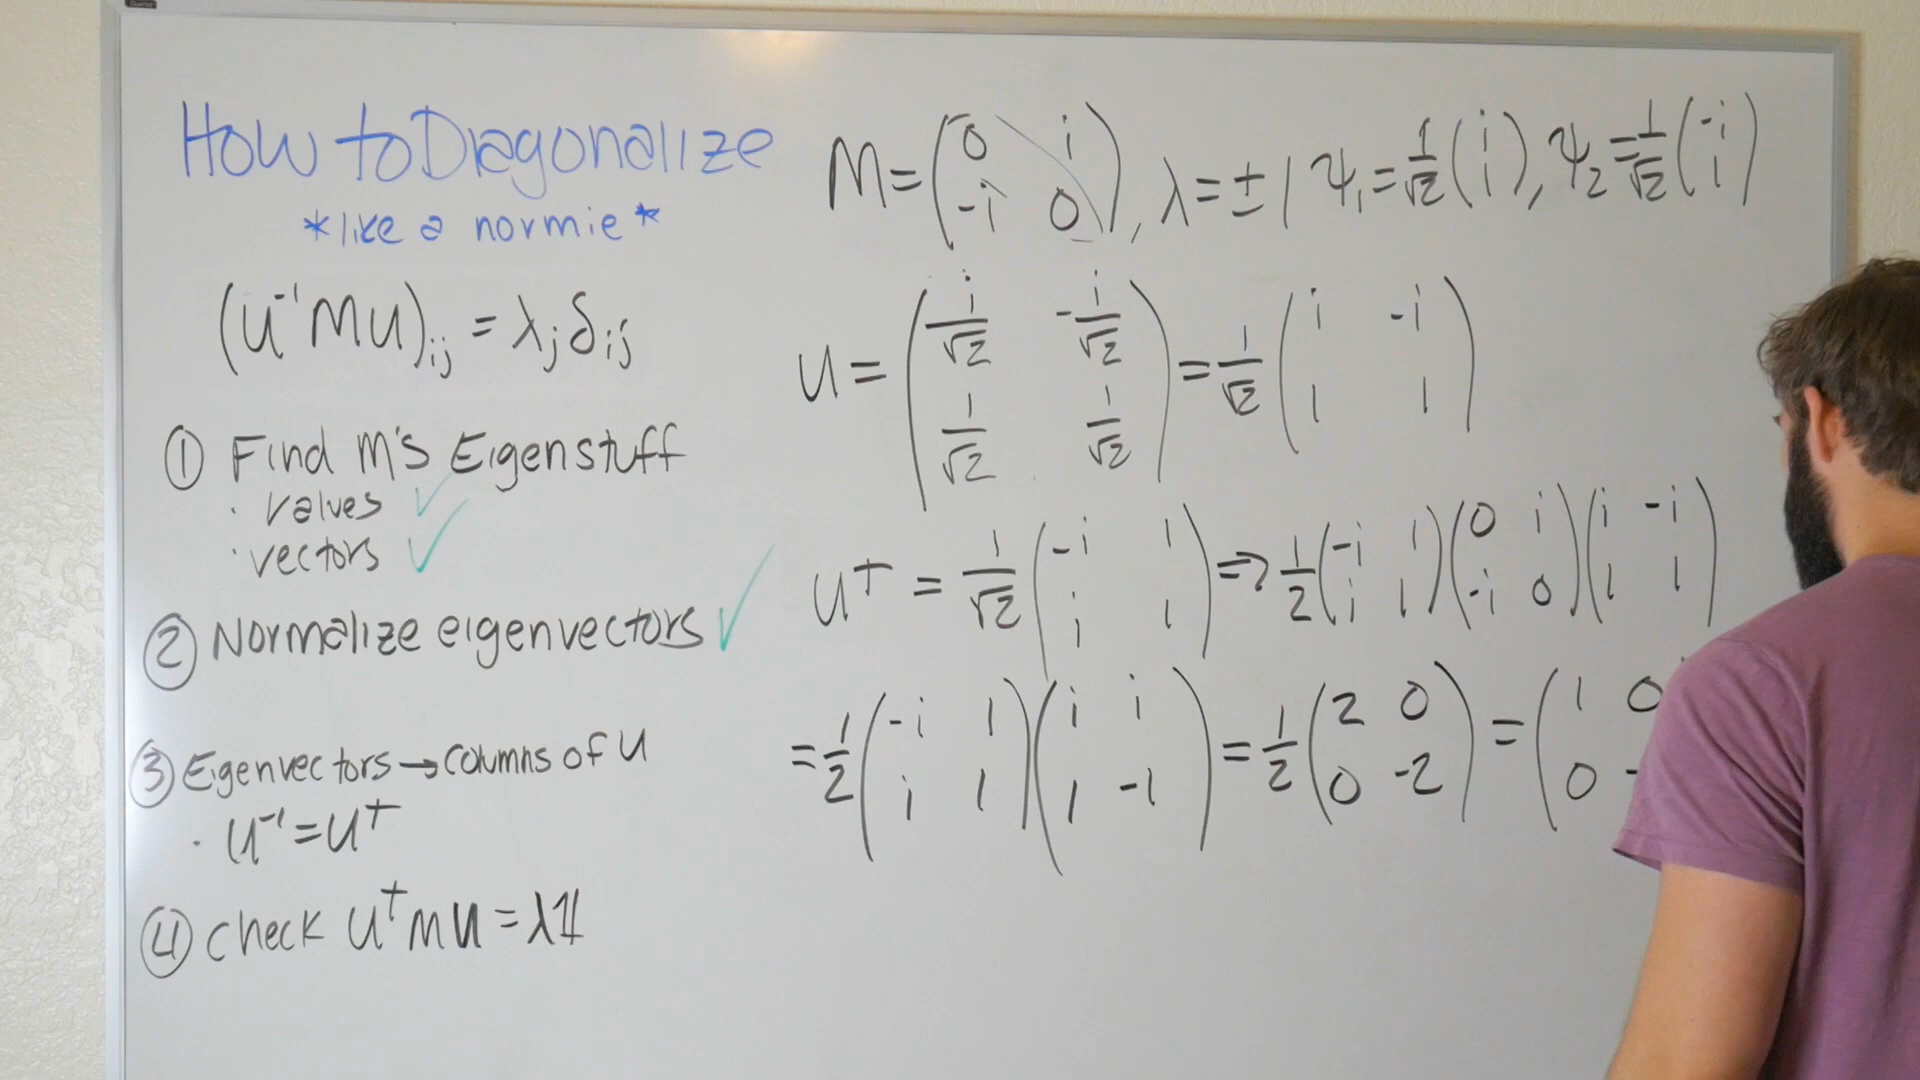 How to Diagonalize
*like a normie*
(U⁻¹MU)ᵢⱼ = λⱼδᵢⱼ
① Find M's Eigenstuff
· values ✓
· vectors ✓
② Normalize eigenvectors ✓
③ Eigenvectors → columns of U
· U⁻¹ = U†
④ check U†MU = λ𝟙
M = (0 i; -i 0), λ = ±1 ψ₁ = 1/√2 (i; 1), ψ₂ = 1/√2 (-i; 1)
U = (i/√2 -i/√2; 1/√2 1/√2) = 1/√2 (i -i; 1 1)
U† = 1/√2 (-i 1; i 1) ⇒ 1/2 (-i 1; i 1)(0 i; -i 0)(i -i; 1 1)
= 1/2 (-i 1; i 1)(i i; 1 -1) = 1/2 (2 0; 0 -2) = (1 0; 0 -